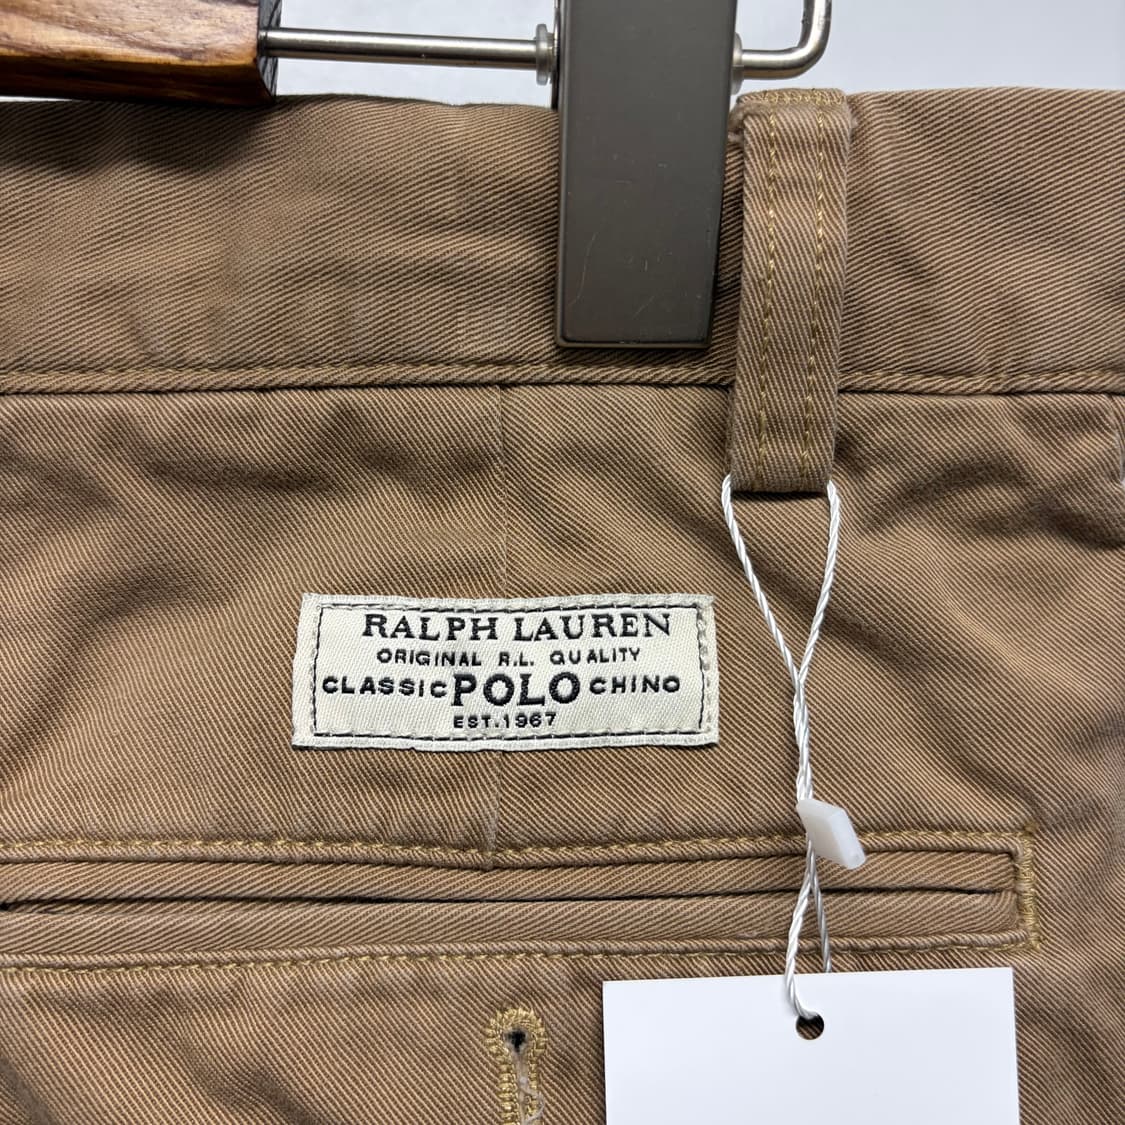 RALPH LAUREN
ORIGINAL R.L. QUALITY
CLASSIC POLO CHINO
EST.1967